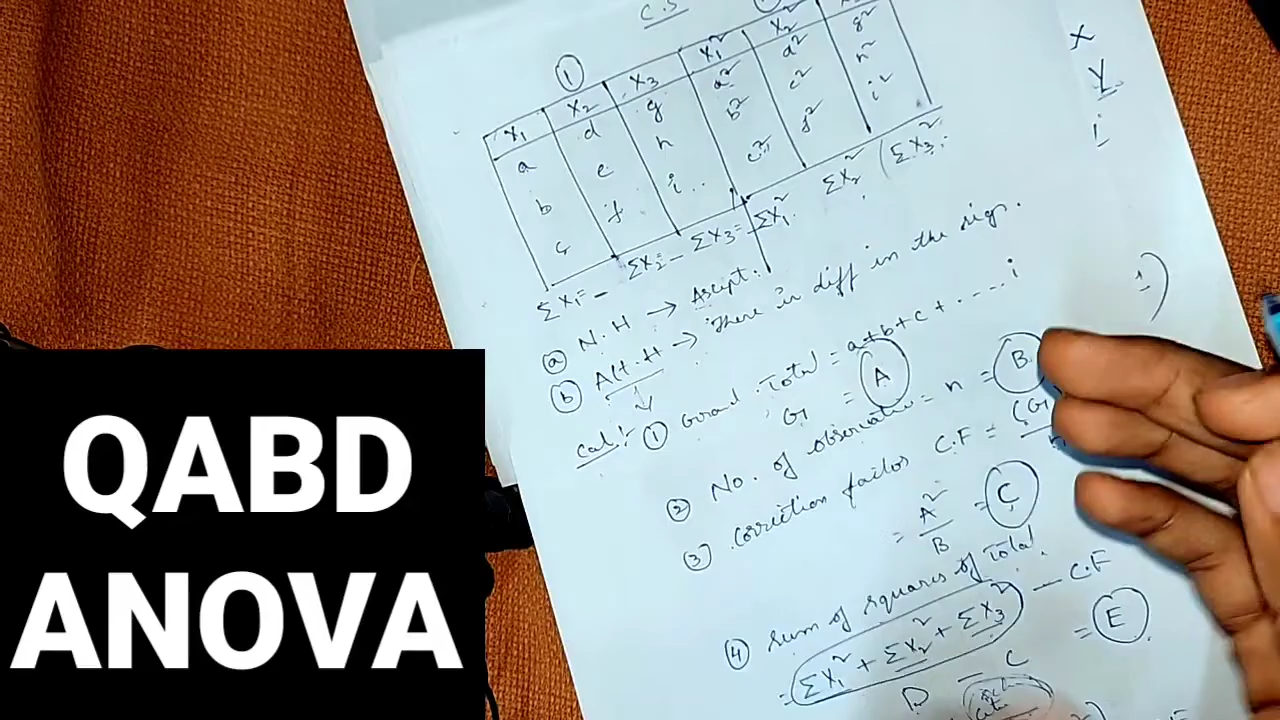 C.S
①
X₁ X₂ X₃ X₁² X₂²
a d g a² d² g²
b e h b² c² h²
c f i.. c² f² i²
ΣX₁= – ΣX₂= – ΣX₃= ΣX₁² ΣX₂² (ΣX₃²
X
Y
i
ⓐ N.H → Accept.
ⓑ Alt.H → There is diff in the sign.
Cal:- ① Grand Total = a+b+c+.....i
G = A
② No. of observation = n = B
③ correction factor C.F = (G)
= A²/B = C
④ sum of squares of Total
= ΣX₁² + ΣX₂² + ΣX₃² — C.F
D — C = E
QABD
ANOVA